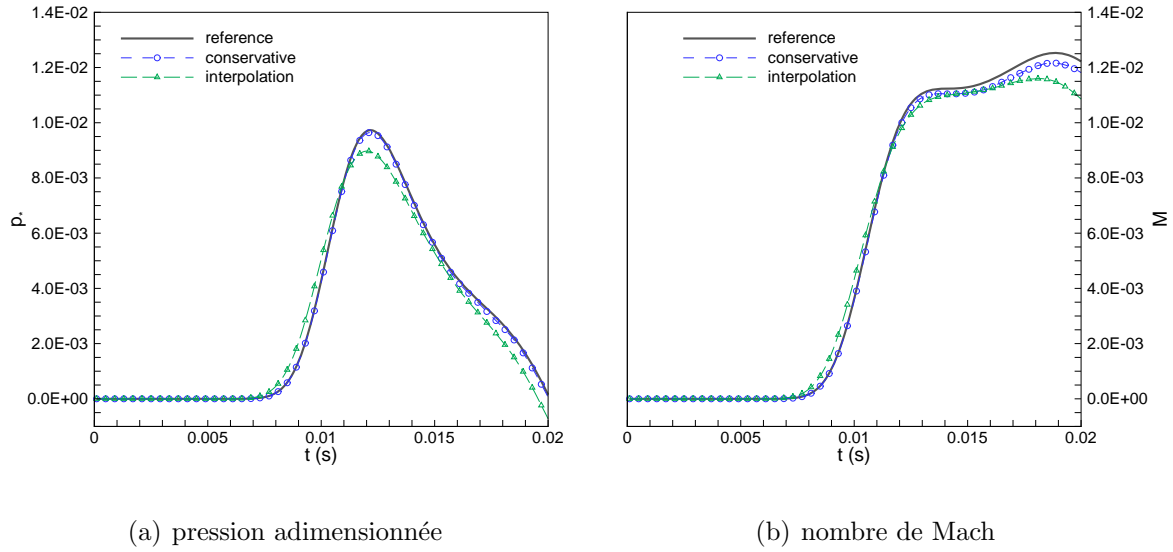 1.4E-02
1.2E-02
1.0E-02
8.0E-03
6.0E-03
4.0E-03
2.0E-03
0.0E+00
p*
reference
conservative
interpolation
0 0.005 0.01 0.015 0.02
t (s)
(a) pression adimensionnée
reference
conservative
interpolation
1.4E-02
1.2E-02
1.0E-02
8.0E-03
6.0E-03
4.0E-03
2.0E-03
0.0E+00
M
0 0.005 0.01 0.015 0.02
t (s)
(b) nombre de Mach